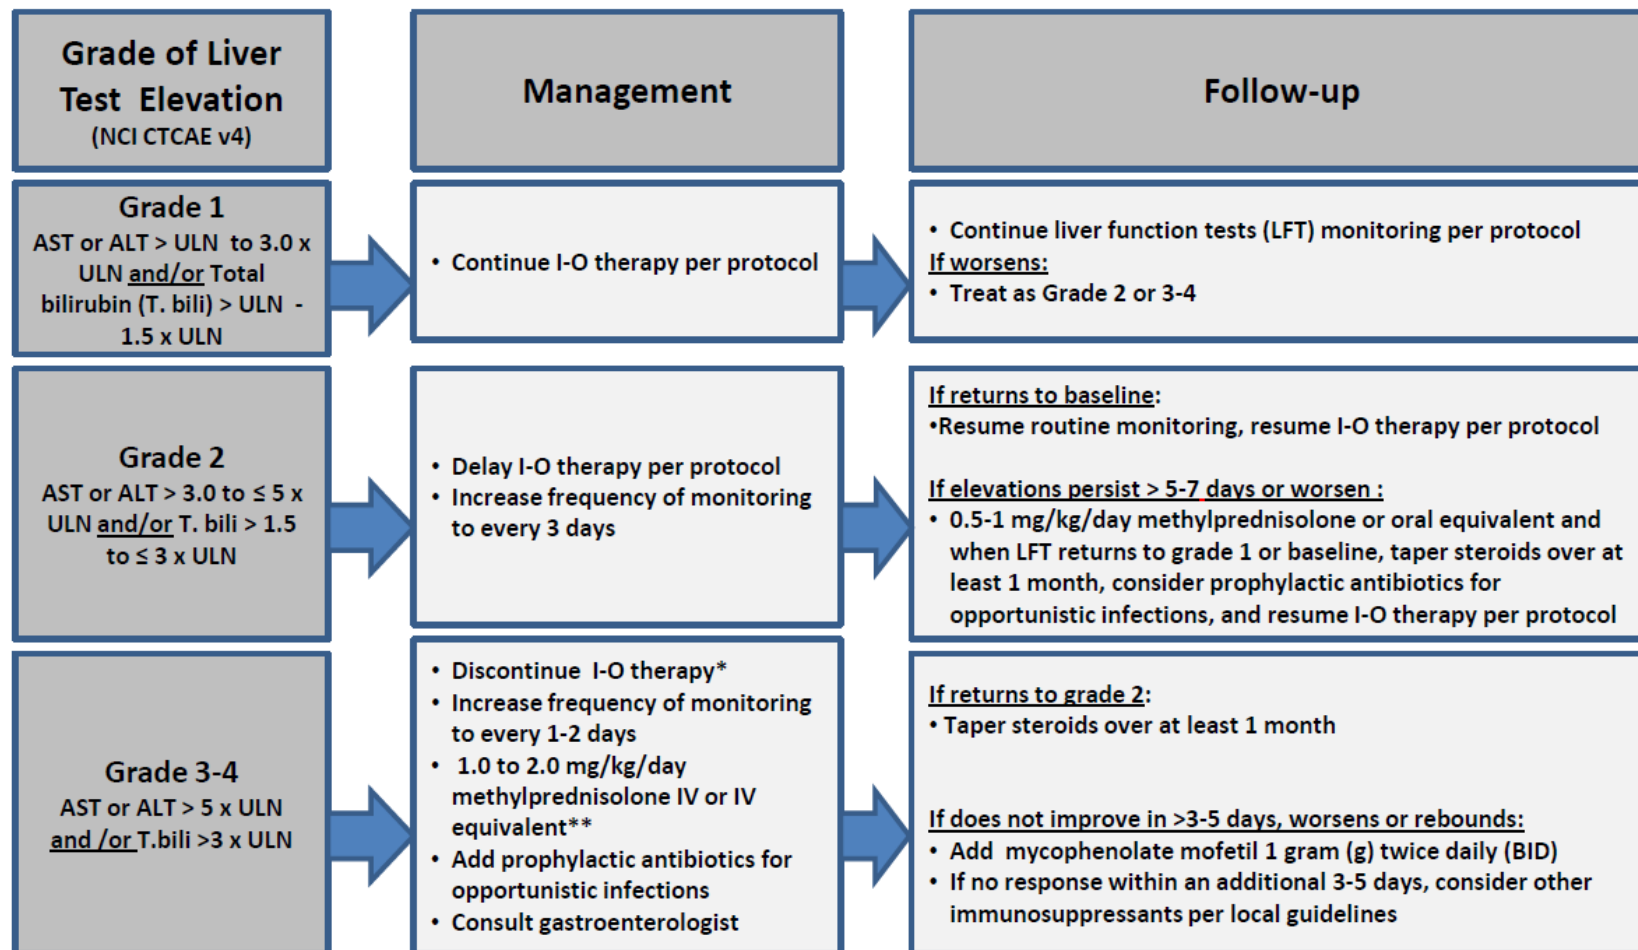 Grade of Liver
Test Elevation
(NCI CTCAE v4)
Management
Follow-up
Grade 1
AST or ALT > ULN to 3.0 x
ULN and/or Total
bilirubin (T. bili) > ULN -
1.5 x ULN
• Continue I-O therapy per protocol
• Continue liver function tests (LFT) monitoring per protocol
If worsens:
• Treat as Grade 2 or 3-4
Grade 2
AST or ALT > 3.0 to ≤ 5 x
ULN and/or T. bili > 1.5
to ≤ 3 x ULN
• Delay I-O therapy per protocol
• Increase frequency of monitoring
to every 3 days
If returns to baseline:
•Resume routine monitoring, resume I-O therapy per protocol
If elevations persist > 5-7 days or worsen :
• 0.5-1 mg/kg/day methylprednisolone or oral equivalent and
when LFT returns to grade 1 or baseline, taper steroids over at
least 1 month, consider prophylactic antibiotics for
opportunistic infections, and resume I-O therapy per protocol
Grade 3-4
AST or ALT > 5 x ULN
and /or T.bili >3 x ULN
• Discontinue I-O therapy*
• Increase frequency of monitoring
to every 1-2 days
• 1.0 to 2.0 mg/kg/day
methylprednisolone IV or IV
equivalent**
• Add prophylactic antibiotics for
opportunistic infections
• Consult gastroenterologist
If returns to grade 2:
• Taper steroids over at least 1 month
If does not improve in >3-5 days, worsens or rebounds:
• Add mycophenolate mofetil 1 gram (g) twice daily (BID)
• If no response within an additional 3-5 days, consider other
immunosuppressants per local guidelines